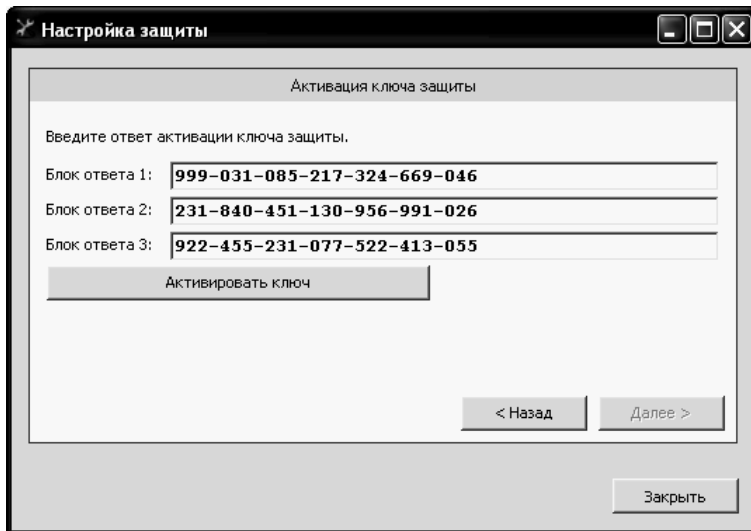 Настройка защиты
Активация ключа защиты
Введите ответ активации ключа защиты.
Блок ответа 1: 999-031-085-217-324-669-046
Блок ответа 2: 231-840-451-130-956-991-026
Блок ответа 3: 922-455-231-077-522-413-055
Активировать ключ
< Назад Далее >
Закрыть